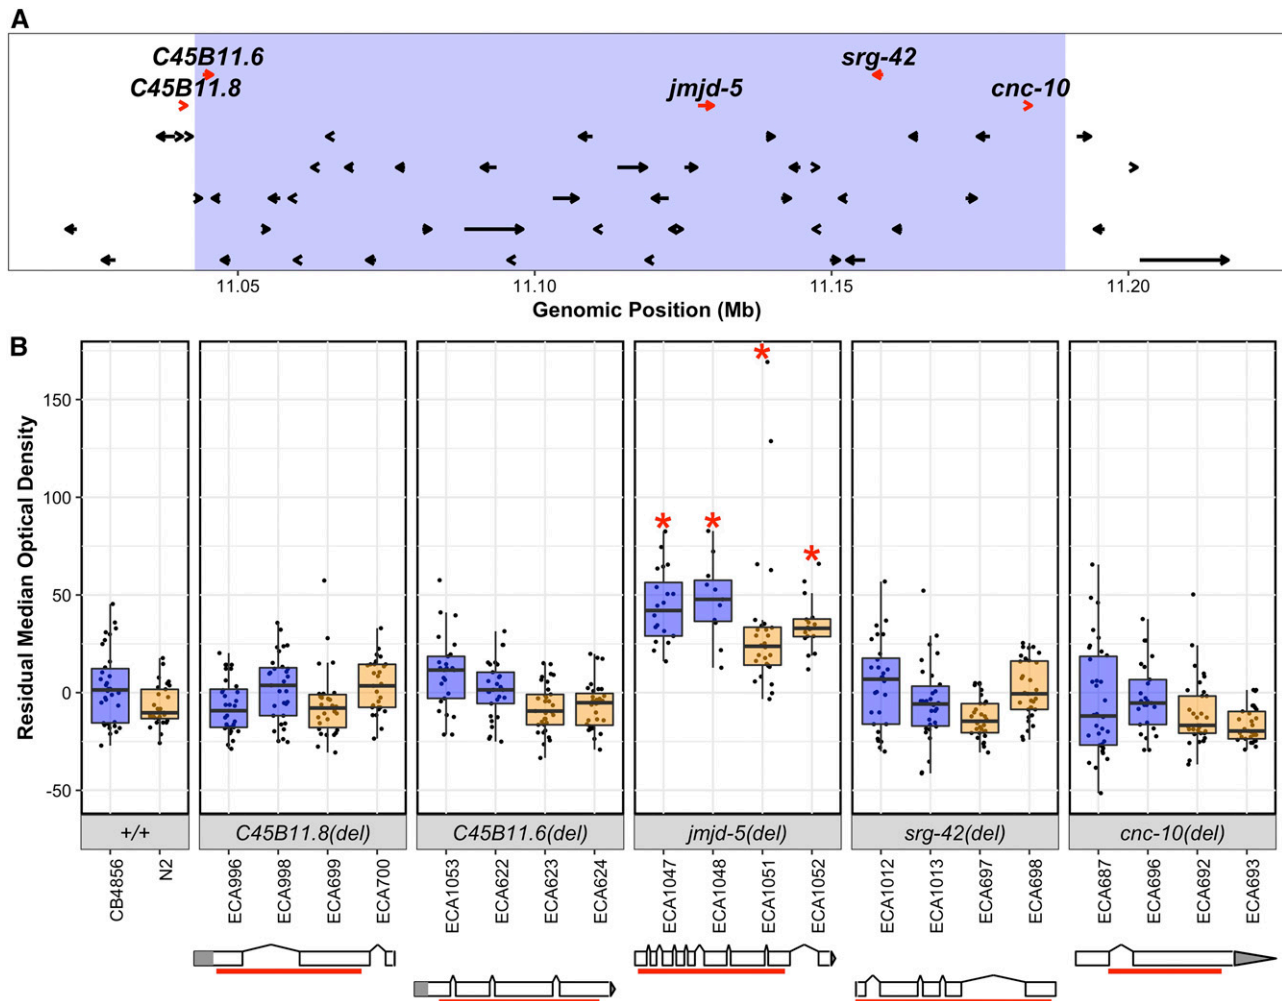 A
C45B11.6
srg-42
C45B11.8
jmjd-5
cnc-10
11.05 11.10 11.15 11.20
Genomic Position (Mb)
B
Residual Median Optical Density
150
100
50
0
-50
* * * *
+/+ C45B11.8(del) C45B11.6(del) jmjd-5(del) srg-42(del) cnc-10(del)
CB4856 N2 ECA996 ECA998 ECA699 ECA700 ECA1053 ECA622 ECA623 ECA624 ECA1047 ECA1048 ECA1051 ECA1052 ECA1012 ECA1013 ECA697 ECA698 ECA687 ECA696 ECA692 ECA693